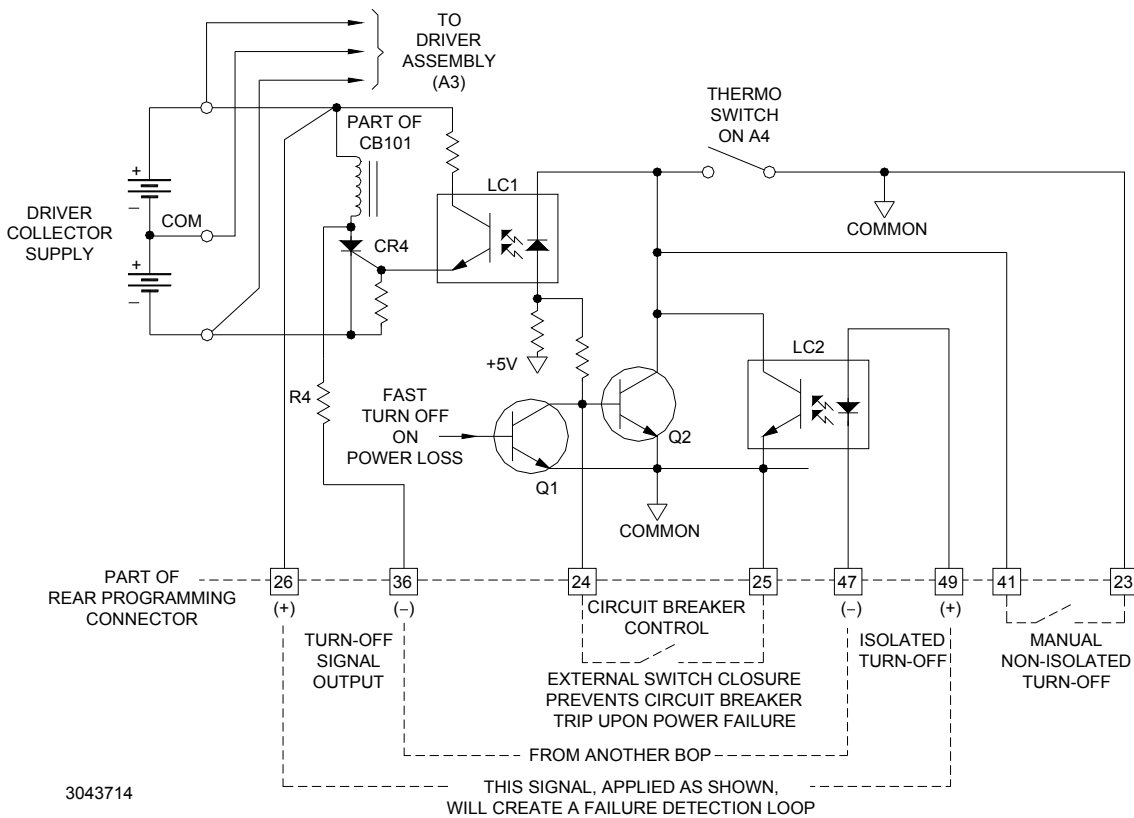 TO
DRIVER
ASSEMBLY
(A3)
THERMO
SWITCH
ON A4
PART OF
CB101
+
−
LC1
DRIVER
COLLECTOR
SUPPLY
COM
CR4
COMMON
+
−
+5V
LC2
R4
FAST
TURN OFF
ON
POWER LOSS
Q2
Q1
COMMON
PART OF
REAR PROGRAMMING
CONNECTOR
26
36
24
25
47
49
41
23
(+)
(−)
(−)
(+)
TURN-OFF
SIGNAL
OUTPUT
CIRCUIT BREAKER
CONTROL
ISOLATED
TURN-OFF
MANUAL
NON-ISOLATED
TURN-OFF
EXTERNAL SWITCH CLOSURE
PREVENTS CIRCUIT BREAKER
TRIP UPON POWER FAILURE
FROM ANOTHER BOP
THIS SIGNAL, APPLIED AS SHOWN,
WILL CREATE A FAILURE DETECTION LOOP
3043714